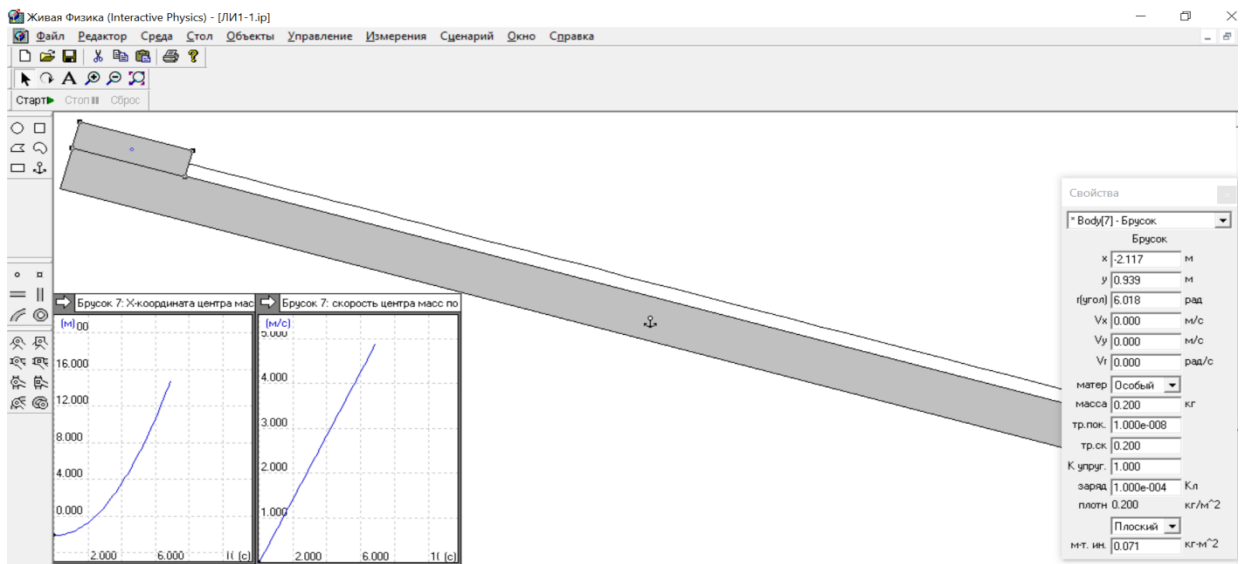 Живая Физика (Interactive Physics) - [ЛИ1-1.ip]
Файл Редактор Среда Стол Объекты Управление Измерения Сценарий Окно Справка
A
Старт Стоп Сброс
Свойства
* Body[7] - Брусок
Брусок
x -2.117 м
y 0.939 м
r(угол) 6.018 рад
Vx 0.000 м/с
Vy 0.000 м/с
Vr 0.000 рад/с
матер Особый
масса 0.200 кг
тр.пок. 1.000e-008
тр.ск 0.200
K упруг. 1.000
заряд 1.000e-004 Кл
плотн 0.200 кг/м^2
Плоский
м-т. ин. 0.071 кг-м^2
Брусок 7: X-координата центра мас
(м)
16.000
12.000
8.000
4.000
0.000
2.000 6.000 (с)
Брусок 7: скорость центра масс по
(м/с)
5.000
4.000
3.000
2.000
1.000
2.000 6.000 (с)